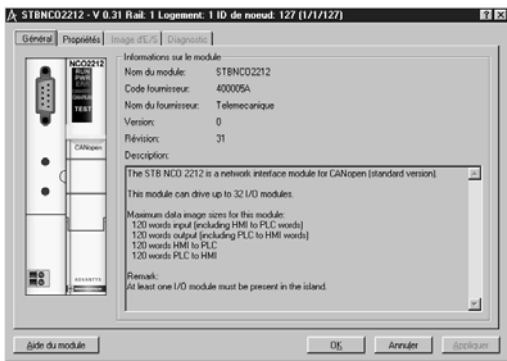 STBNCO2212 - V 0.31 Rail: 1 Logement: 1 ID de noeud: 127 (1/1/127)
Général Propriétés Image d'E/S Diagnostic
NCO2212
RUN
PWR
ERR
TEST
CANopen
ADVANTYS
Informations sur le module
Nom du module: STBNCO2212
Code fournisseur: 400005A
Nom du fournisseur: Telemecanique
Version: 0
Révision: 31
Description:
The STB NCO 2212 is a network interface module for CANopen (standard version).
This module can drive up to 32 I/O modules.
Maximum data image sizes for this module:
120 words input (including HMI to PLC words)
120 words output (including PLC to HMI words)
120 words HMI to PLC
120 words PLC to HMI
Remark:
At least one I/O module must be present in the island.
Aide du module OK Annuler Appliquer